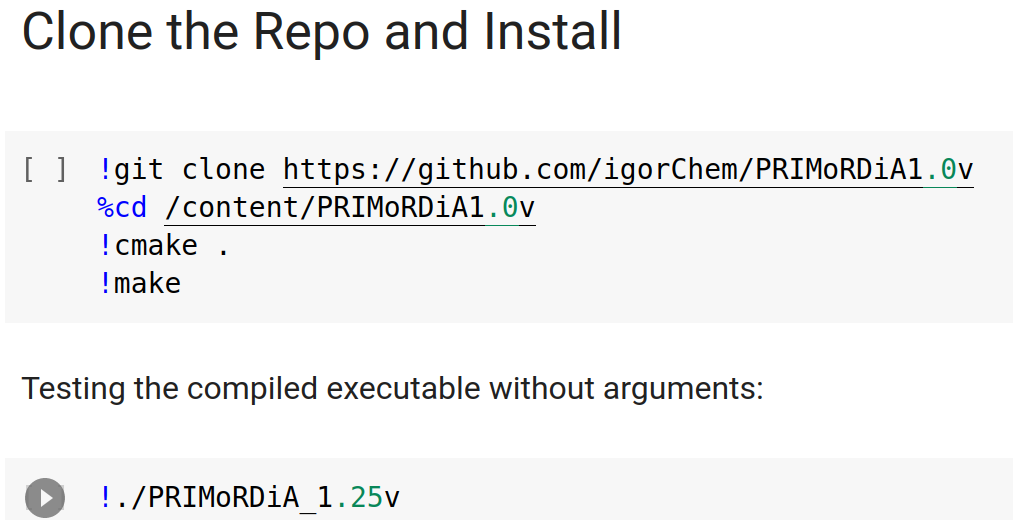 Clone the Repo and Install
[ ] !git clone https://github.com/igorChem/PRIMoRDiA1.0v
%cd /content/PRIMoRDiA1.0v
!cmake .
!make
Testing the compiled executable without arguments:
!./PRIMoRDiA_1.25v